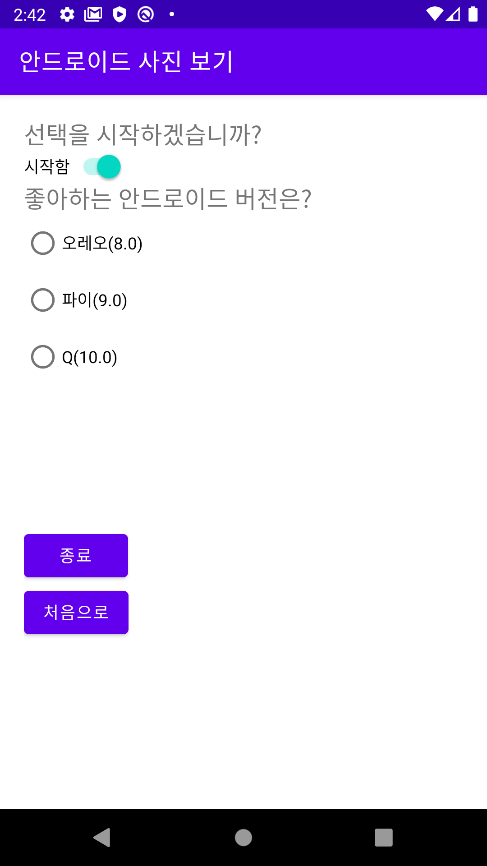 2:42
안드로이드 사진 보기
선택을 시작하겠습니까?
시작함
좋아하는 안드로이드 버전은?
오레오(8.0)
파이(9.0)
Q(10.0)
종료
처음으로